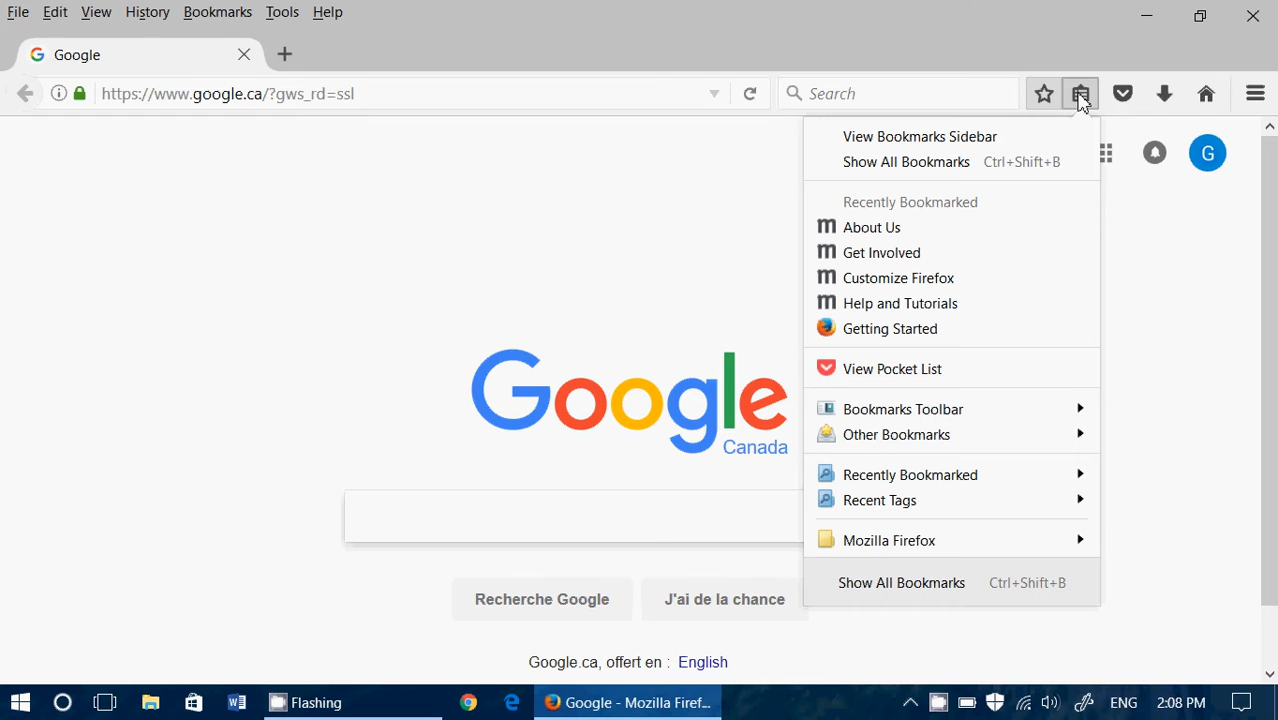 File Edit View History Bookmarks Tools Help
Google
https://www.google.ca/?gws_rd=ssl
Search
View Bookmarks Sidebar
Show All Bookmarks Ctrl+Shift+B
G
Recently Bookmarked
m About Us
m Get Involved
m Customize Firefox
m Help and Tutorials
Getting Started
View Pocket List
Bookmarks Toolbar
Other Bookmarks
Recently Bookmarked
Recent Tags
Mozilla Firefox
Show All Bookmarks Ctrl+Shift+B
Google
Canada
Recherche Google J'ai de la chance
Google.ca, offert en : English
Flashing
Google - Mozilla Firef...
ENG 2:08 PM